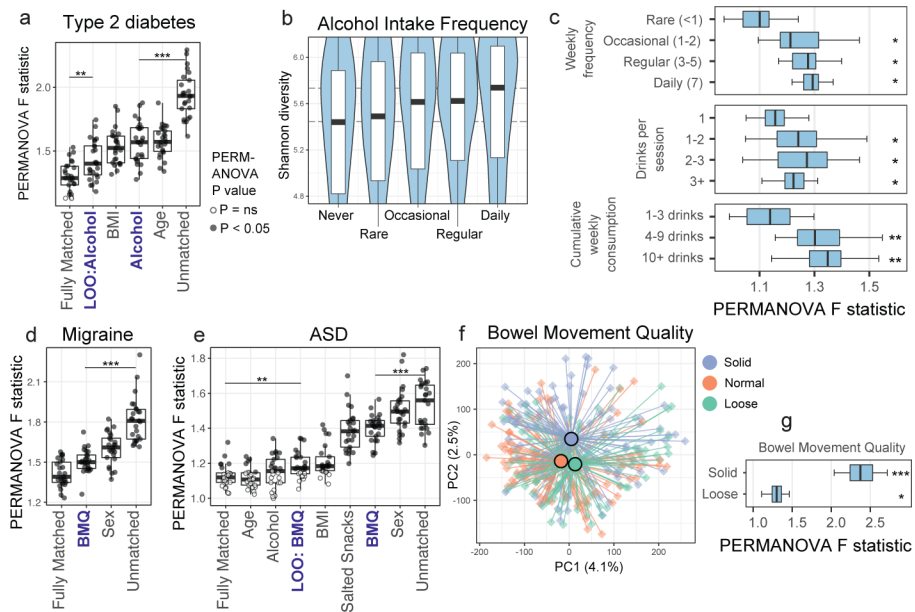 a
Type 2 diabetes
PERMANOVA F statistic
2.0
1.5
**
***
Fully Matched
LOO:Alcohol
BMI
Alcohol
Age
Unmatched
PERM-
ANOVA
P value
P = ns
P < 0.05
b
Alcohol Intake Frequency
Shannon diversity
6.0
5.6
5.2
4.8
Never
Rare
Occasional
Regular
Daily
c
Weekly
frequency
Rare (<1)
Occasional (1-2)
*
Regular (3-5)
*
Daily (7)
*
Drinks per
session
1
1-2
*
2-3
*
3+
*
Cumulative
weekly
consumption
1-3 drinks
4-9 drinks
**
10+ drinks
**
1.1
1.3
1.5
PERMANOVA F statistic
d
Migraine
PERMANOVA F statistic
2.1
1.8
1.5
1.2
***
Fully Matched
BMQ
Sex
Unmatched
e
ASD
PERMANOVA F statistic
1.8
1.6
1.4
1.2
1.0
**
***
Fully Matched
Age
Alcohol
LOO: BMQ
BMI
Salted Snacks
BMQ
Sex
Unmatched
f
Bowel Movement Quality
PC2 (2.5%)
200
100
0
-100
-200
-100
0
100
200
PC1 (4.1%)
Solid
Normal
Loose
g
Bowel Movement Quality
Solid
***
Loose
*
1.0
1.5
2.0
2.5
PERMANOVA F statistic